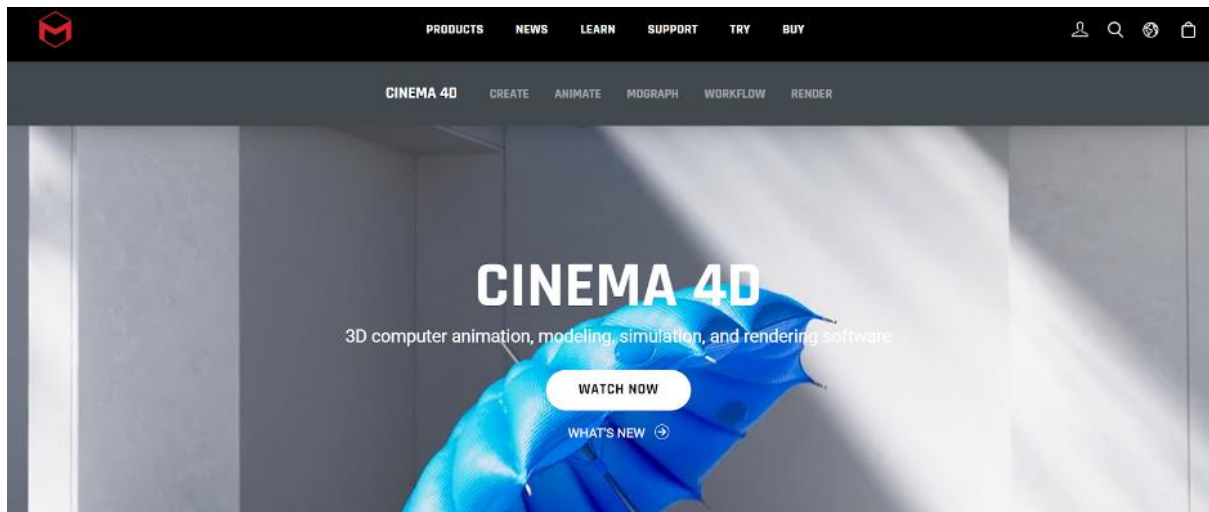 PRODUCTS NEWS LEARN SUPPORT TRY BUY
CINEMA 4D CREATE ANIMATE MOGRAPH WORKFLOW RENDER
CINEMA 4D
3D computer animation, modeling, simulation, and rendering software
WATCH NOW
WHAT'S NEW